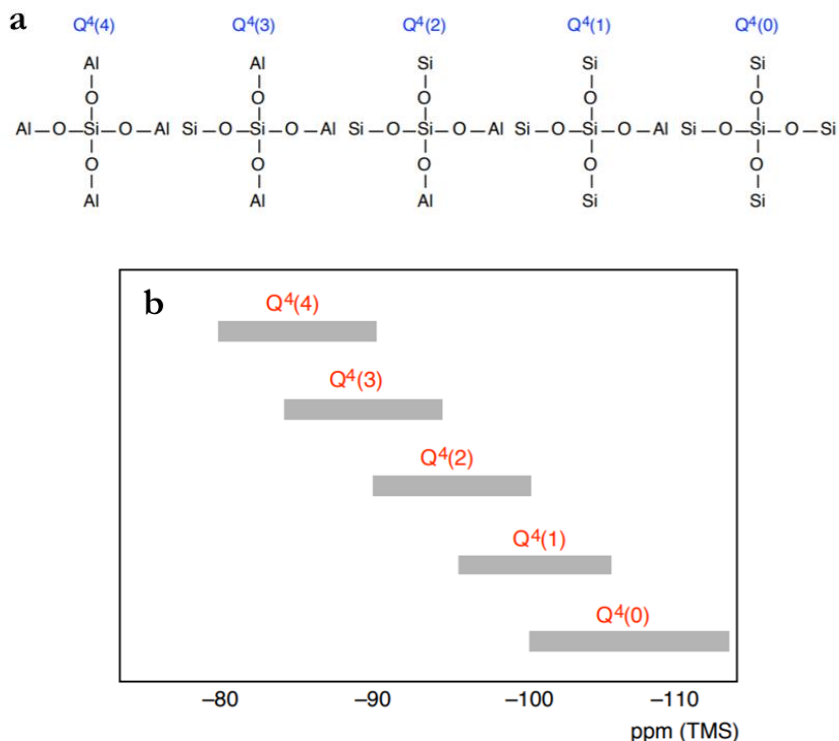 a
Q⁴(4) Q⁴(3) Q⁴(2) Q⁴(1) Q⁴(0)
Al Al Si Si Si
O O O O O
Al—O—Si—O—Al Si—O—Si—O—Al Si—O—Si—O—Al Si—O—Si—O—Al Si—O—Si—O—Si
O O O O O
Al Al Al Si Si
b
Q⁴(4)
Q⁴(3)
Q⁴(2)
Q⁴(1)
Q⁴(0)
–80 –90 –100 –110
ppm (TMS)